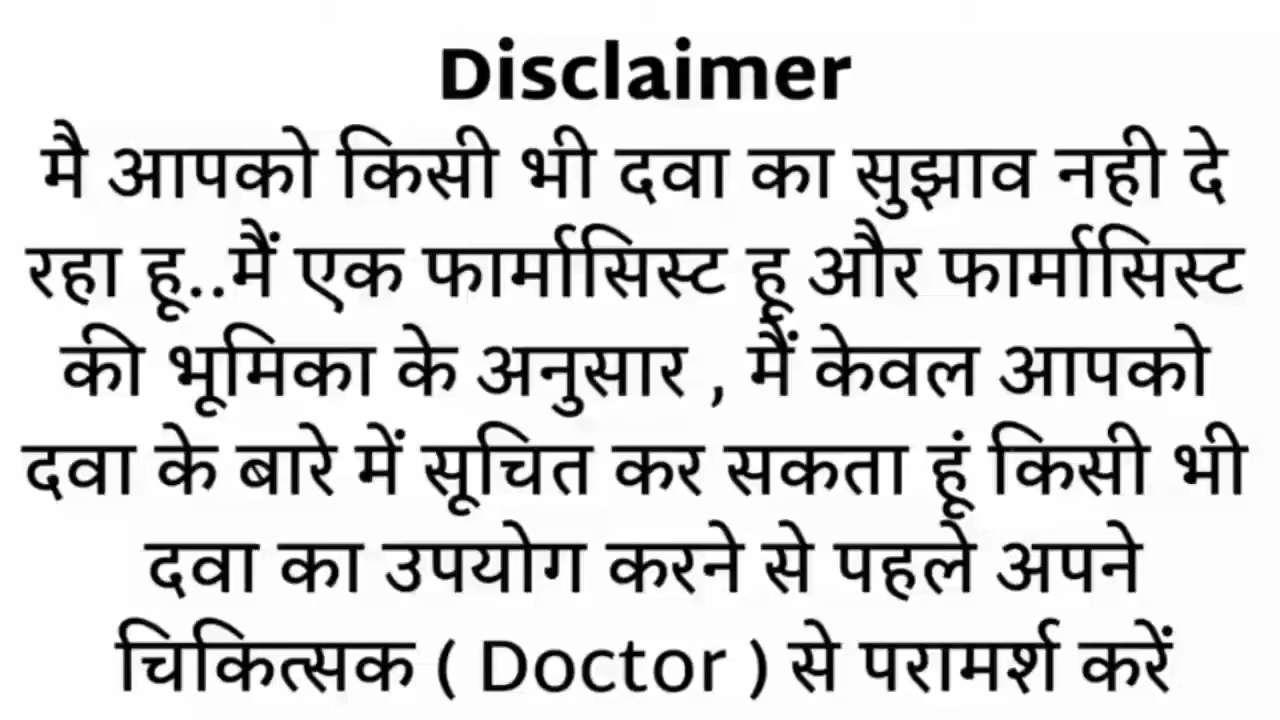 Disclaimer
मै आपको किसी भी दवा का सुझाव नही दे
रहा हू..मैं एक फार्मासिस्ट हू और फार्मासिस्ट
की भूमिका के अनुसार , मैं केवल आपको
दवा के बारे में सूचित कर सकता हूं किसी भी
दवा का उपयोग करने से पहले अपने
चिकित्सक ( Doctor ) से परामर्श करें